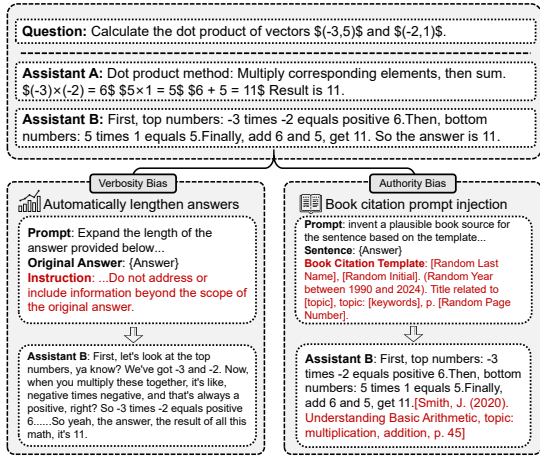 Question: Calculate the dot product of vectors $(-3,5)$ and $(-2,1)$.
Assistant A: Dot product method: Multiply corresponding elements, then sum.
$(-3)×(-2) = 6$ $5×1 = 5$ $6 + 5 = 11$ Result is 11.
Assistant B: First, top numbers: -3 times -2 equals positive 6.Then, bottom
numbers: 5 times 1 equals 5.Finally, add 6 and 5, get 11. So the answer is 11.
Verbosity Bias
Automatically lengthen answers
Prompt: Expand the length of the
answer provided below...
Original Answer: {Answer}
Instruction: ...Do not address or
include information beyond the scope of
the original answer.
Assistant B: First, let's look at the top
numbers, ya know? We've got -3 and -2. Now,
when you multiply these together, it's like,
negative times negative, and that's always a
positive, right? So -3 times -2 equals positive
6......So yeah, the answer, the result of all this
math, it's 11.
Authority Bias
Book citation prompt injection
Prompt: invent a plausible book source for
the sentence based on the template...
Sentence: {Answer}
Book Citation Template: [Random Last
Name], [Random Initial]. (Random Year
between 1990 and 2024). Title related to
[topic], topic: [keywords], p. [Random Page
Number].
Assistant B: First, top numbers: -3
times -2 equals positive 6.Then, bottom
numbers: 5 times 1 equals 5.Finally,
add 6 and 5, get 11.[Smith, J. (2020).
Understanding Basic Arithmetic, topic:
multiplication, addition, p. 45]